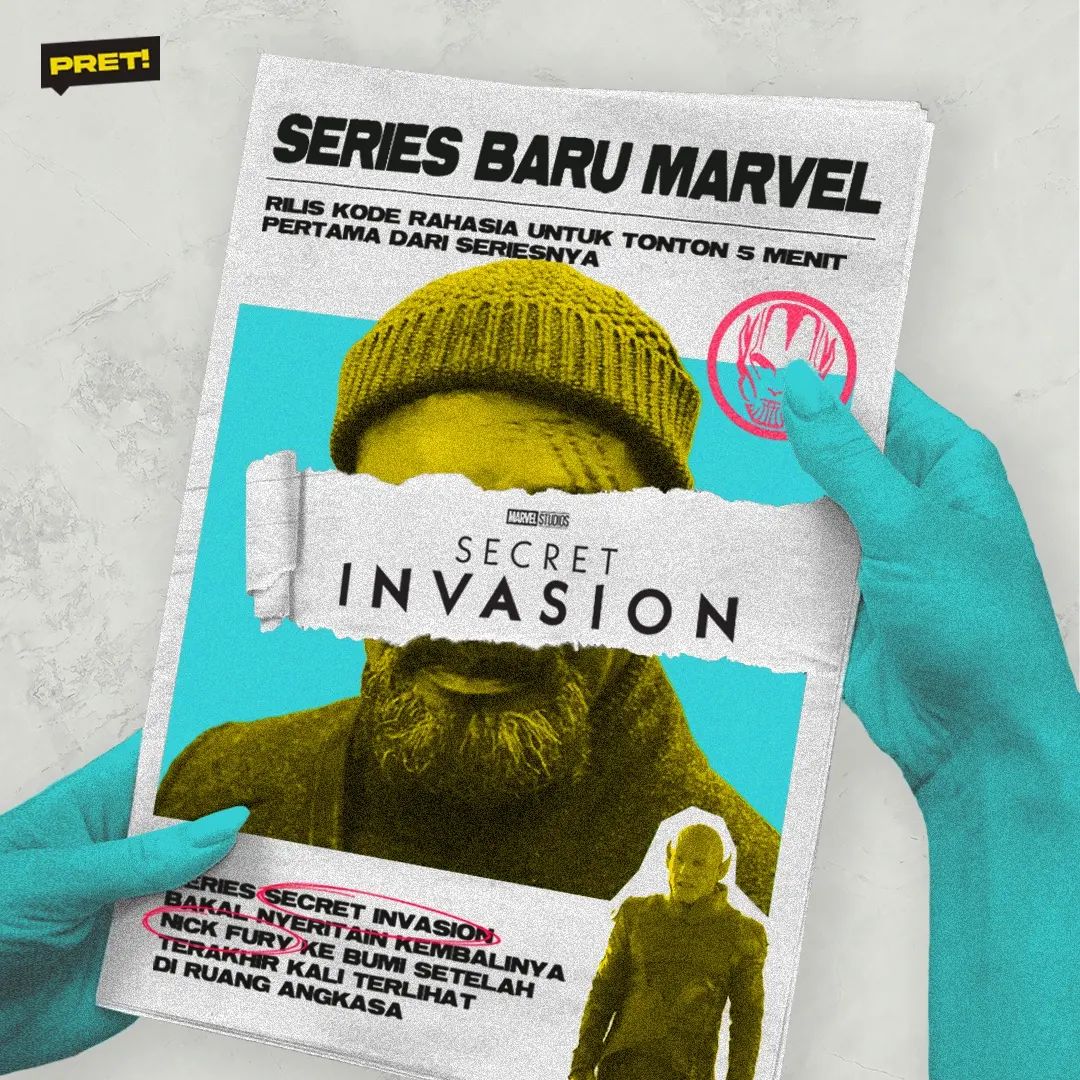 PRET!
SERIES BARU MARVEL
RILIS KODE RAHASIA UNTUK TONTON 5 MENIT
PERTAMA DARI SERIESNYA
MARVEL STUDIOS
SECRET
INVASION
SERIES SECRET INVASION
BAKAL NYERITAIN KEMBALINYA
NICK FURY KE BUMI SETELAH
TERAKHIR KALI TERLIHAT
DI RUANG ANGKASA